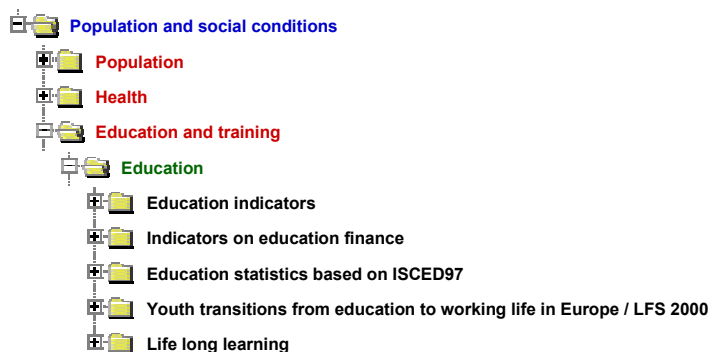 Population and social conditions
Population
Health
Education and training
Education
Education indicators
Indicators on education finance
Education statistics based on ISCED97
Youth transitions from education to working life in Europe / LFS 2000
Life long learning